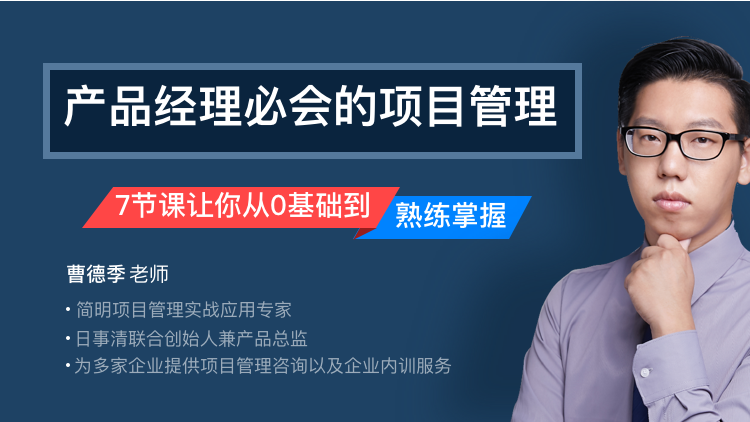 产品经理必会的项目管理
7节课让你从0基础到
熟练掌握
曹德季 老师
• 简明项目管理实战应用专家
• 日事清联合创始人兼产品总监
• 为多家企业提供项目管理咨询以及企业内训服务